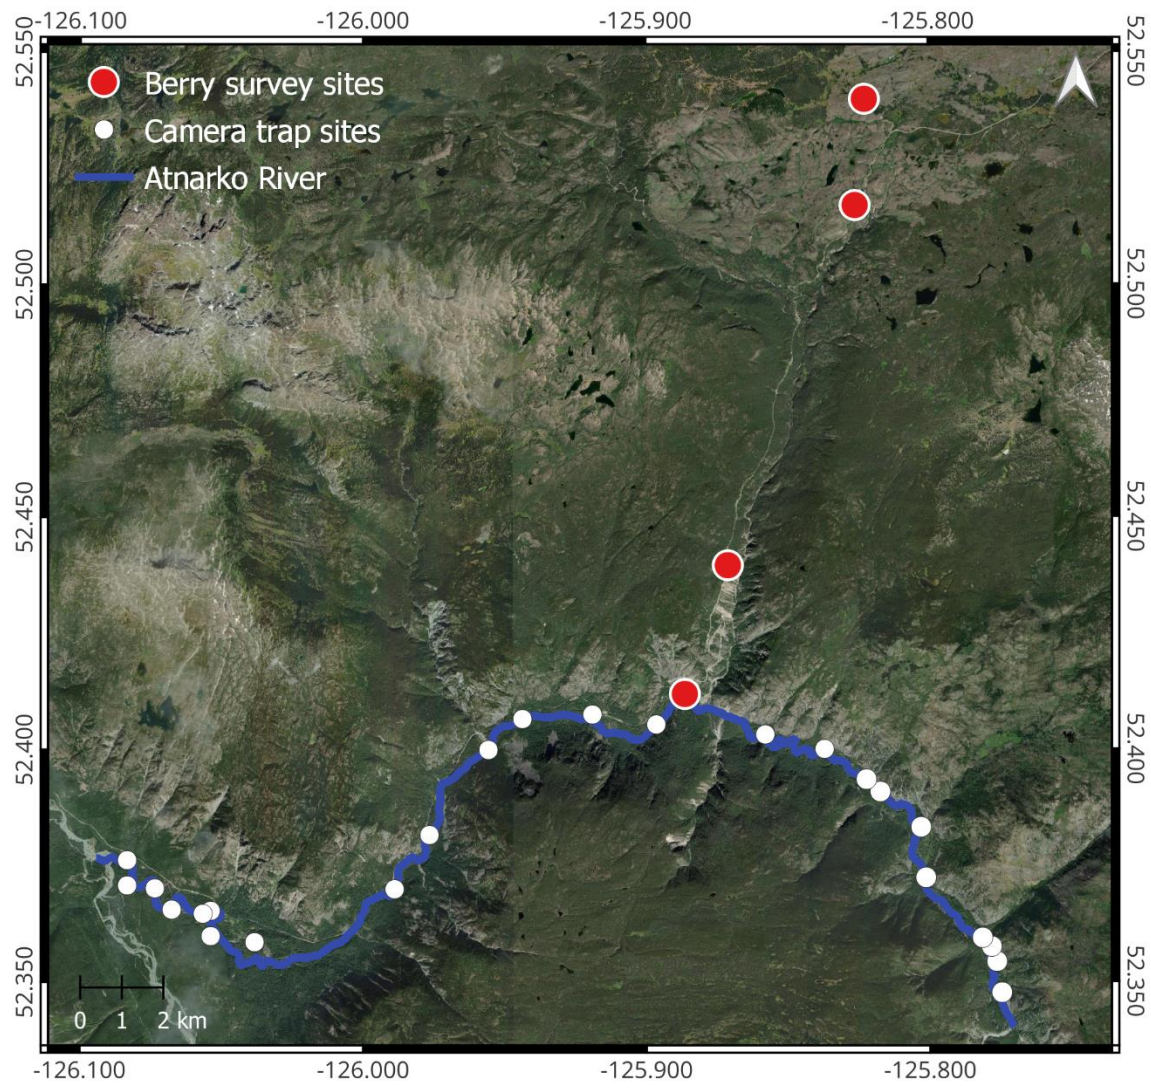 -126.100 -126.000 -125.900 -125.800
52.550 52.550
Berry survey sites
Camera trap sites
Atnarko River
52.500 52.500
52.450 52.450
52.400 52.400
52.350 52.350
0 1 2 km
-126.100 -126.000 -125.900 -125.800